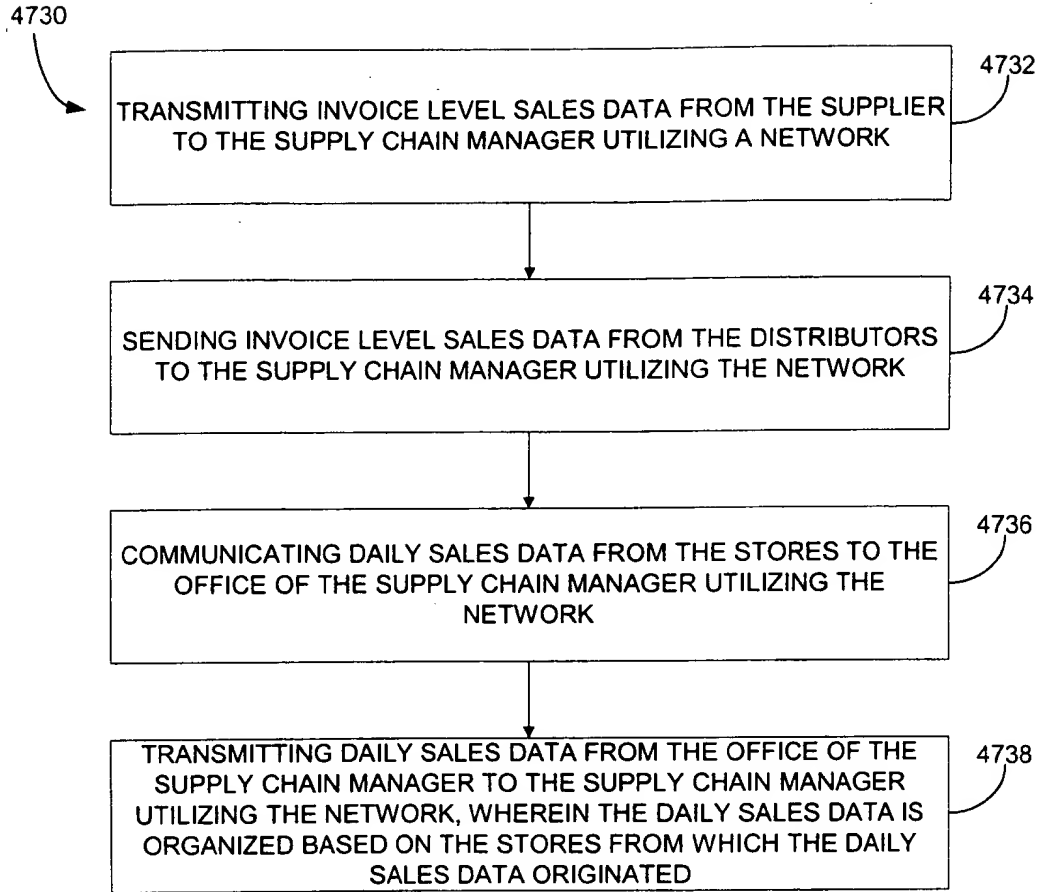 4730
4732
TRANSMITTING INVOICE LEVEL SALES DATA FROM THE SUPPLIER
TO THE SUPPLY CHAIN MANAGER UTILIZING A NETWORK
4734
SENDING INVOICE LEVEL SALES DATA FROM THE DISTRIBUTORS
TO THE SUPPLY CHAIN MANAGER UTILIZING THE NETWORK
4736
COMMUNICATING DAILY SALES DATA FROM THE STORES TO THE
OFFICE OF THE SUPPLY CHAIN MANAGER UTILIZING THE
NETWORK
4738
TRANSMITTING DAILY SALES DATA FROM THE OFFICE OF THE
SUPPLY CHAIN MANAGER TO THE SUPPLY CHAIN MANAGER
UTILIZING THE NETWORK, WHEREIN THE DAILY SALES DATA IS
ORGANIZED BASED ON THE STORES FROM WHICH THE DAILY
SALES DATA ORIGINATED